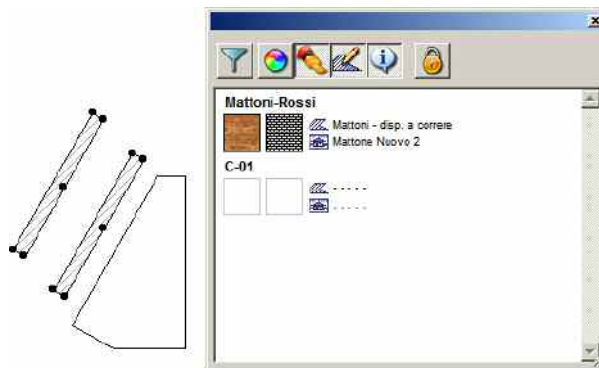 Mattoni-Rossi
Mattoni - disp. a correre
Mattone Nuovo 2
C-01
- - - - -
- - - - -